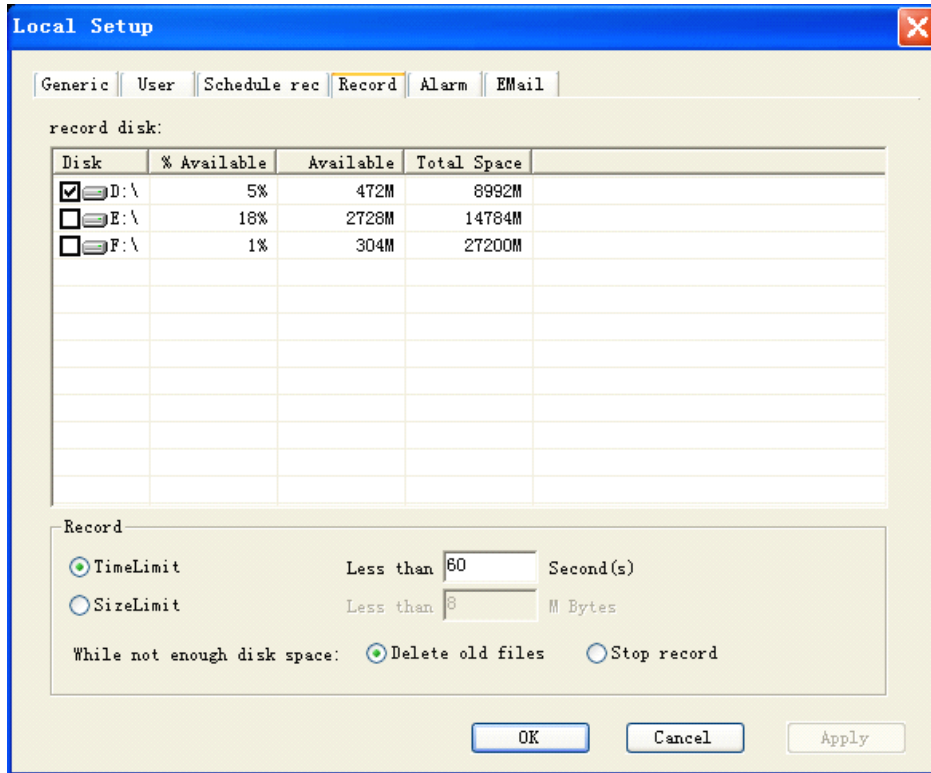 Local Setup
Generic User Schedule rec Record Alarm EMail
record disk:
Disk % Available Available Total Space
D:\ 5% 472M 8992M
E:\ 18% 2728M 14784M
F:\ 1% 304M 27200M
Record
TimeLimit Less than 60 Second(s)
SizeLimit Less than 8 M Bytes
While not enough disk space: Delete old files Stop record
OK Cancel Apply